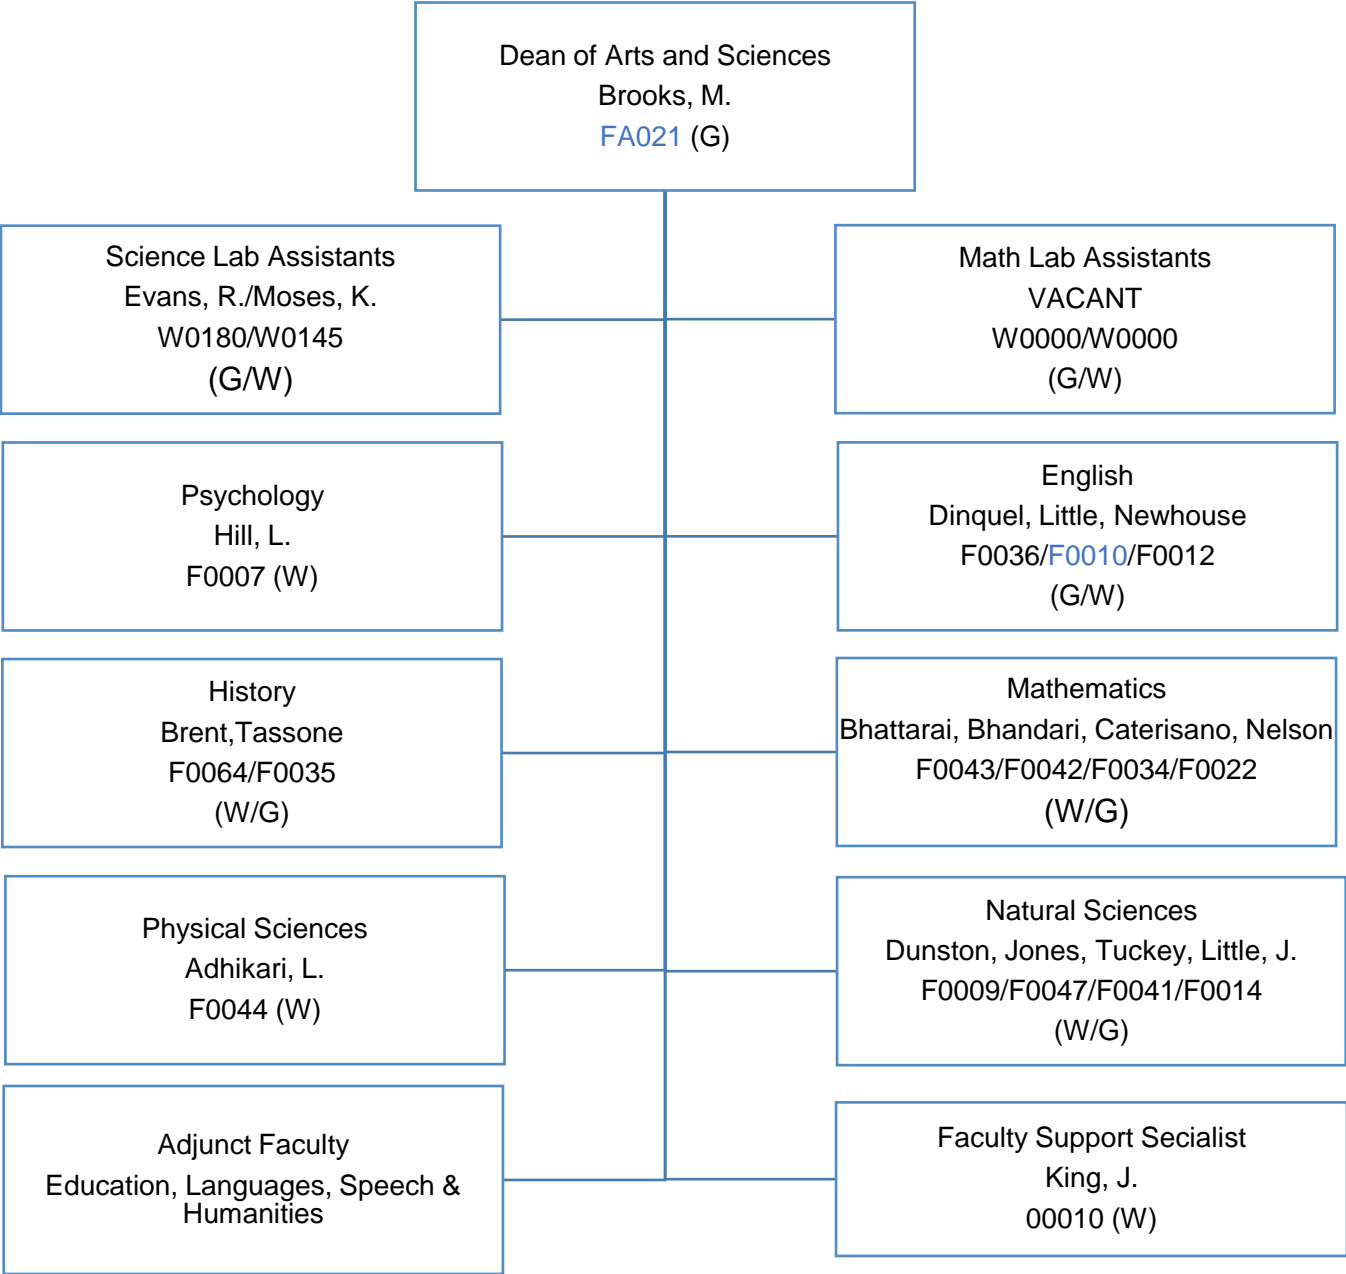 Dean of Arts and Sciences
Brooks, M.
FA021 (G)
Science Lab Assistants
Evans, R./Moses, K.
W0180/W0145
(G/W)
Math Lab Assistants
VACANT
W0000/W0000
(G/W)
Psychology
Hill, L.
F0007 (W)
English
Dinquel, Little, Newhouse
F0036/F0010/F0012
(G/W)
History
Brent,Tassone
F0064/F0035
(W/G)
Mathematics
Bhattarai, Bhandari, Caterisano, Nelson
F0043/F0042/F0034/F0022
(W/G)
Physical Sciences
Adhikari, L.
F0044 (W)
Natural Sciences
Dunston, Jones, Tuckey, Little, J.
F0009/F0047/F0041/F0014
(W/G)
Adjunct Faculty
Education, Languages, Speech &
Humanities
Faculty Support Secialist
King, J.
00010 (W)